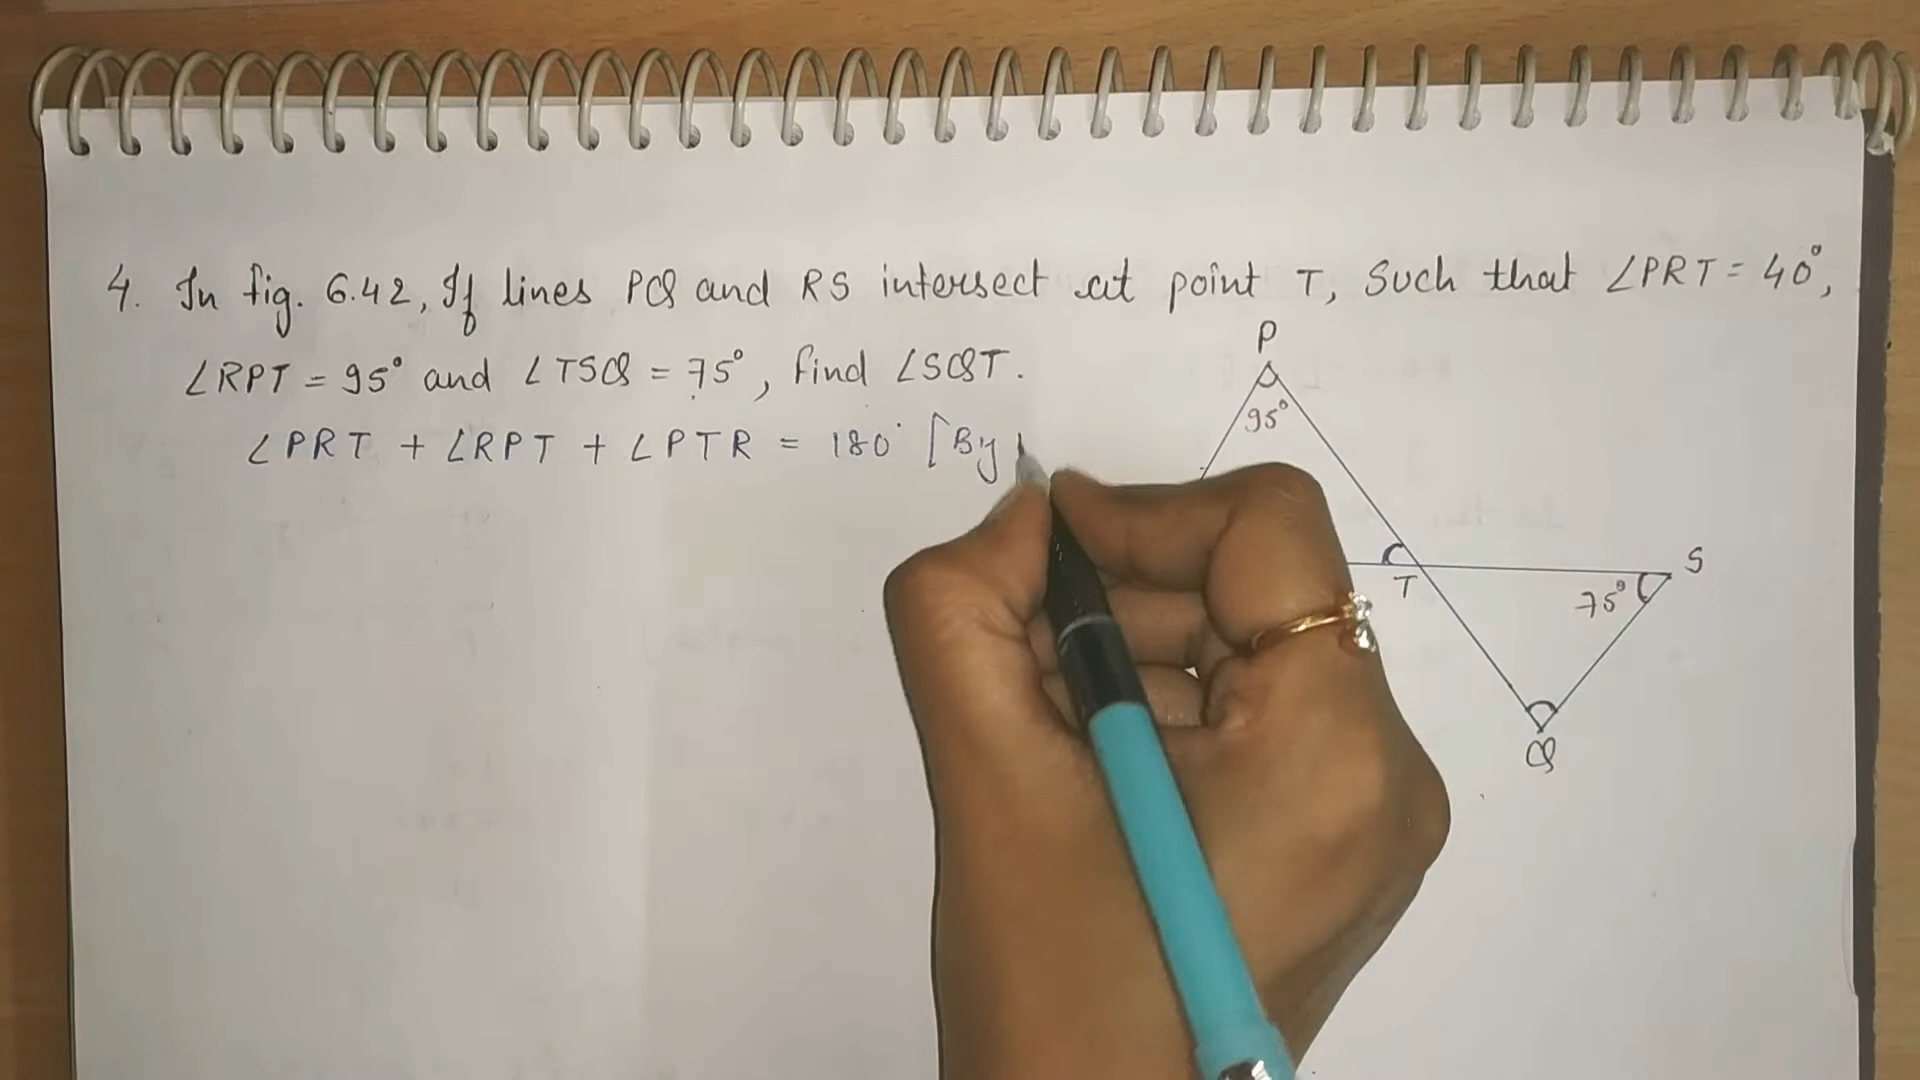 4. In fig. 6.42, If lines PQ and RS intersect at point T, Such that ∠PRT = 40°,
∠RPT = 95° and ∠TSQ = 75°, find ∠SQT.
∠PRT + ∠RPT + ∠PTR = 180° [By
P
95°
T
S
75°
Q